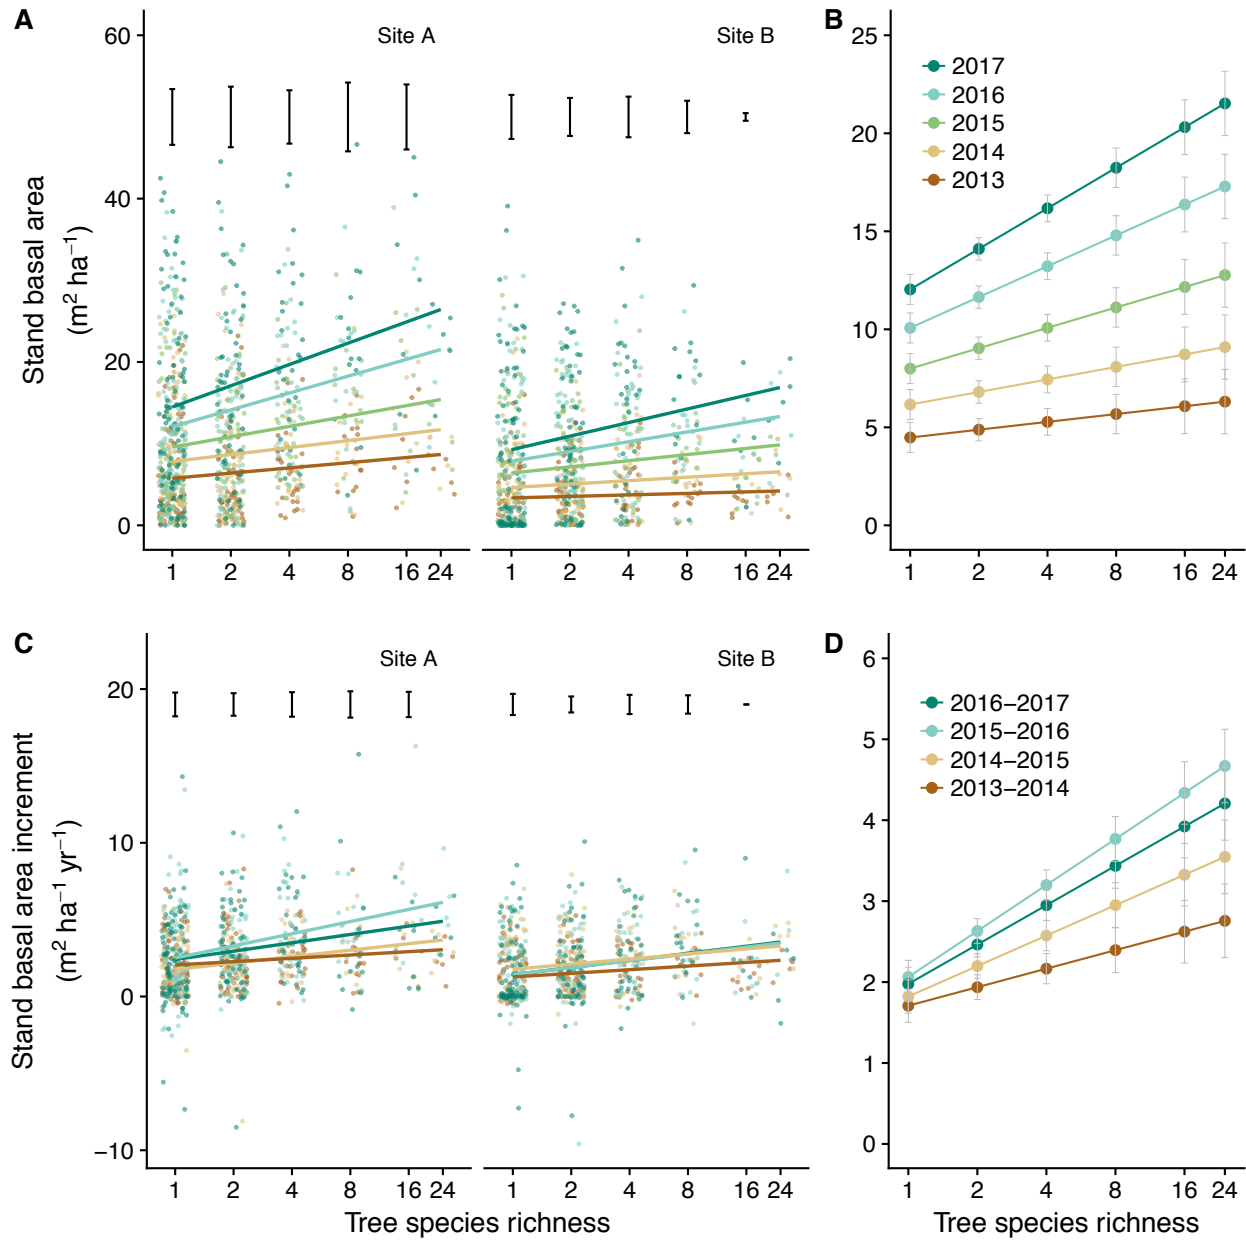 A
Site A
Site B
60
40
20
0
Stand basal area
(m² ha⁻¹)
1 2 4 8 16 24
1 2 4 8 16 24
B
25
20
15
10
5
0
2017
2016
2015
2014
2013
1 2 4 8 16 24
C
Site A
Site B
20
10
0
−10
Stand basal area increment
(m² ha⁻¹ yr⁻¹)
1 2 4 8 16 24
1 2 4 8 16 24
Tree species richness
D
6
5
4
3
2
1
0
2016−2017
2015−2016
2014−2015
2013−2014
1 2 4 8 16 24
Tree species richness